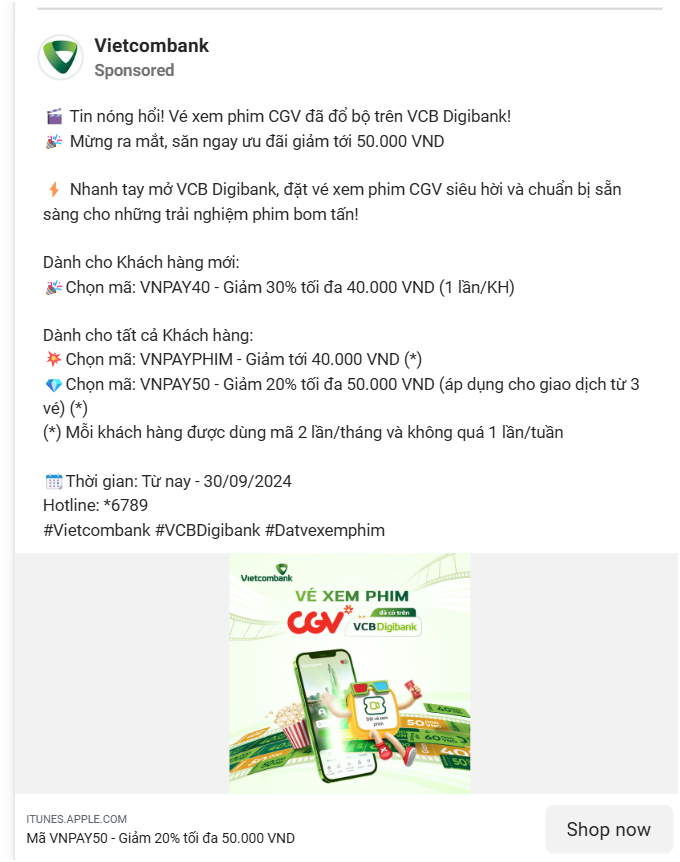 Vietcombank
Sponsored
🎬 Tin nóng hổi! Vé xem phim CGV đã đổ bộ trên VCB Digibank!
🎉 Mừng ra mắt, săn ngay ưu đãi giảm tới 50.000 VND
⚡ Nhanh tay mở VCB Digibank, đặt vé xem phim CGV siêu hời và chuẩn bị sẵn
sàng cho những trải nghiệm phim bom tấn!
Dành cho Khách hàng mới:
🎉 Chọn mã: VNPAY40 - Giảm 30% tối đa 40.000 VND (1 lần/KH)
Dành cho tất cả Khách hàng:
💥 Chọn mã: VNPAYPHIM - Giảm tới 40.000 VND (*)
💎 Chọn mã: VNPAY50 - Giảm 20% tối đa 50.000 VND (áp dụng cho giao dịch từ 3
vé) (*)
(*) Mỗi khách hàng được dùng mã 2 lần/tháng và không quá 1 lần/tuần
🗓️ Thời gian: Từ nay - 30/09/2024
Hotline: *6789
#Vietcombank #VCBDigibank #Datvexemphim
Vietcombank
VÉ XEM PHIM
CGV
đã có trên
VCB Digibank
Đặt vé xem
phim
ITUNES.APPLE.COM
Mã VNPAY50 - Giảm 20% tối đa 50.000 VND
Shop now